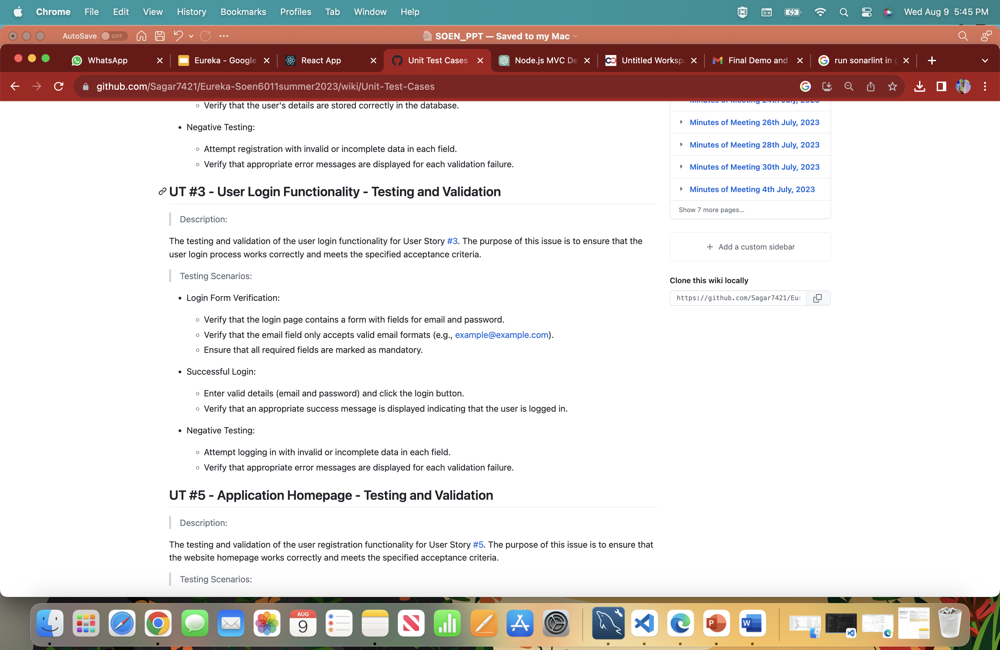 Chrome File Edit View History Bookmarks Profiles Tab Window Help Wed Aug 9 5:45 PM
AutoSave OFF SOEN_PPT — Saved to my Mac
WhatsApp Eureka - Google React App Unit Test Cases Node.js MVC De Untitled Worksp Final Demo and run sonarlint in g
github.com/Sagar7421/Eureka-Soen6011summer2023/wiki/Unit-Test-Cases
Verify that the user's details are stored correctly in the database.
Negative Testing:
Attempt registration with invalid or incomplete data in each field.
Verify that appropriate error messages are displayed for each validation failure.
UT #3 - User Login Functionality - Testing and Validation
Description:
The testing and validation of the user login functionality for User Story #3. The purpose of this issue is to ensure that the
user login process works correctly and meets the specified acceptance criteria.
Testing Scenarios:
Login Form Verification:
Verify that the login page contains a form with fields for email and password.
Verify that the email field only accepts valid email formats (e.g., example@example.com).
Ensure that all required fields are marked as mandatory.
Successful Login:
Enter valid details (email and password) and click the login button.
Verify that an appropriate success message is displayed indicating that the user is logged in.
Negative Testing:
Attempt logging in with invalid or incomplete data in each field.
Verify that appropriate error messages are displayed for each validation failure.
UT #5 - Application Homepage - Testing and Validation
Description:
The testing and validation of the user registration functionality for User Story #5. The purpose of this issue is to ensure that
the website homepage works correctly and meets the specified acceptance criteria.
Testing Scenarios:
Minutes of Meeting 24th July, 2023
Minutes of Meeting 26th July, 2023
Minutes of Meeting 28th July, 2023
Minutes of Meeting 30th July, 2023
Minutes of Meeting 4th July, 2023
Show 7 more pages...
Add a custom sidebar
Clone this wiki locally
https://github.com/Sagar7421/Eu
AUG
9
P
W